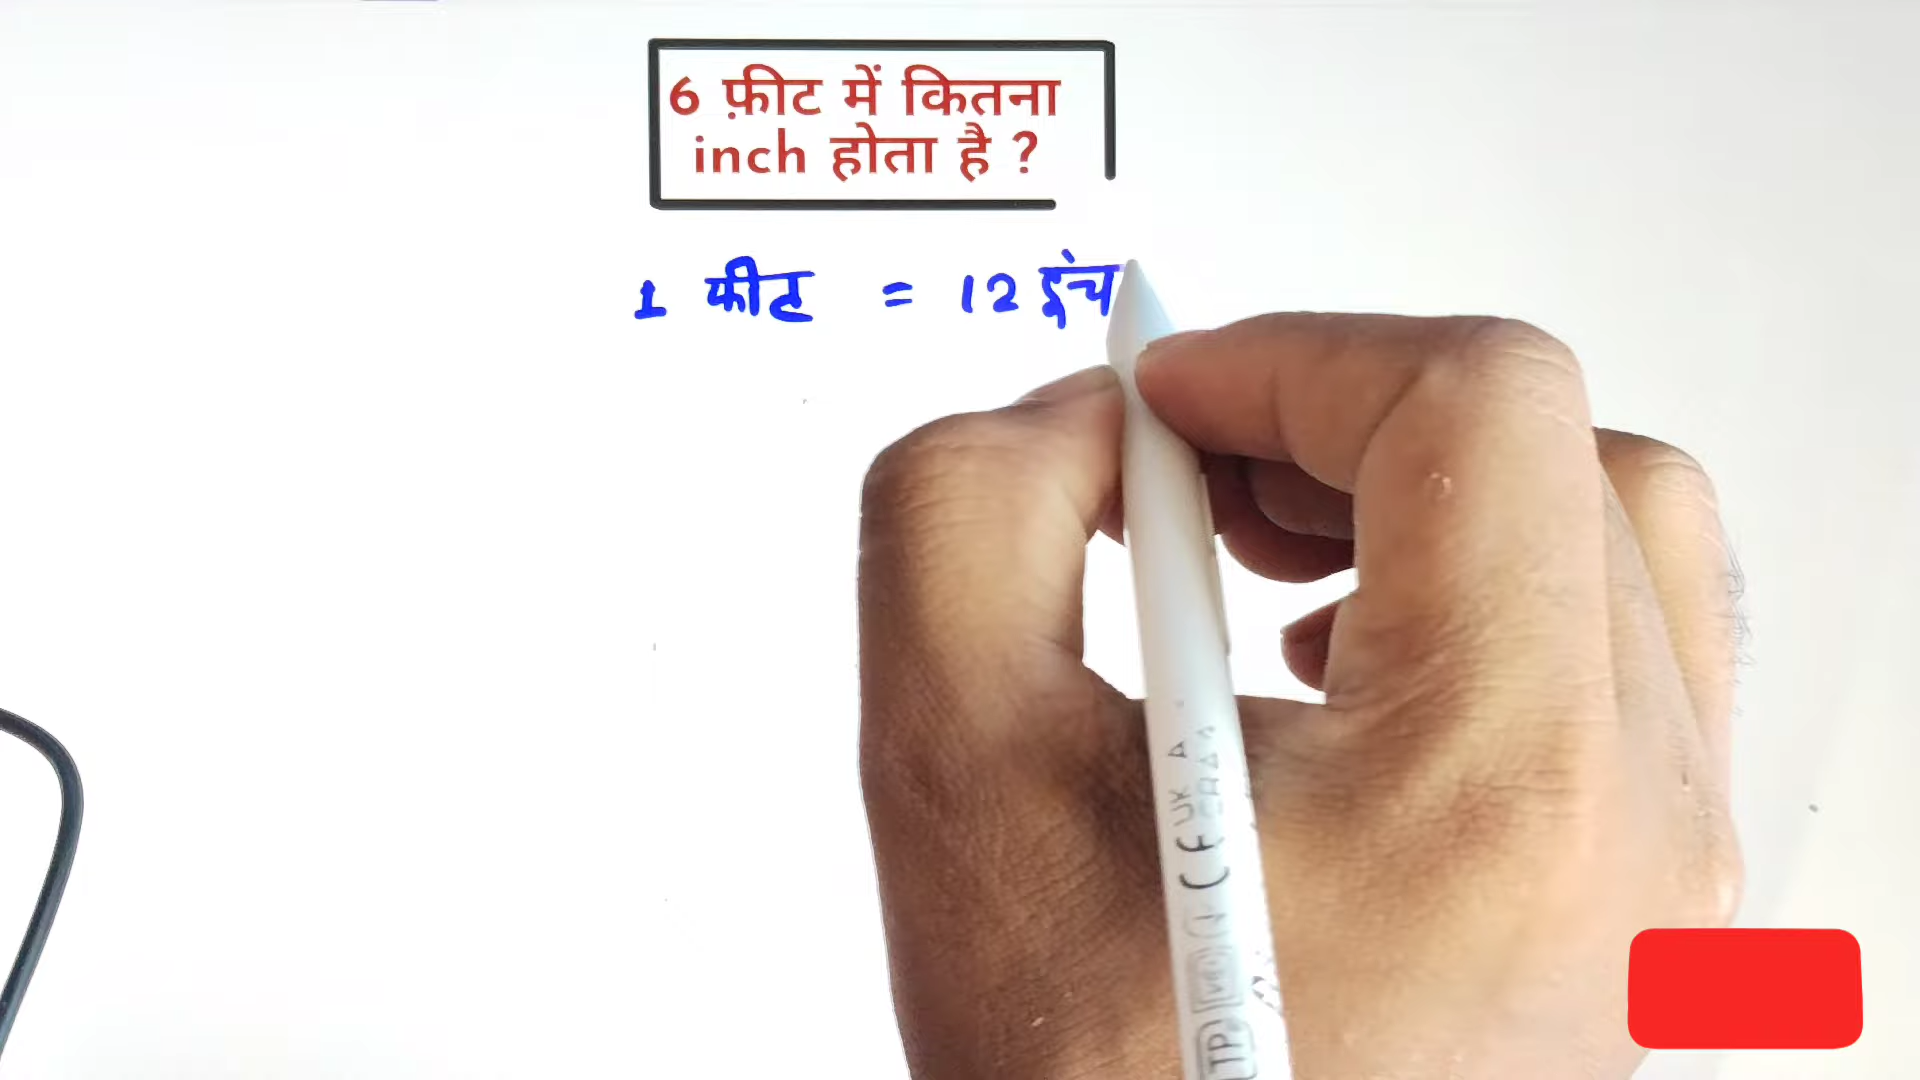 6 फ़ीट में कितना
inch होता है ?
1 फीट = 12 इंच